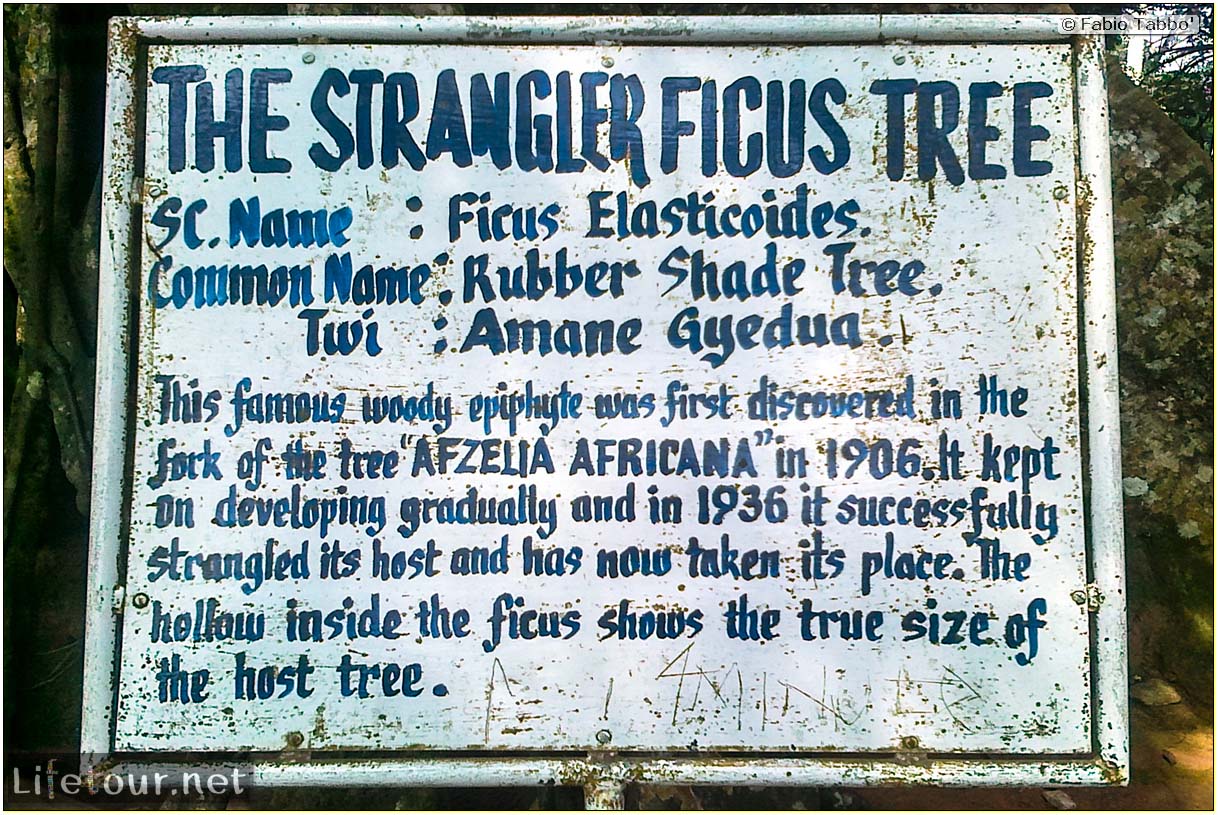 © Fabio Tabbo'
THE STRANGLER FICUS TREE
SC. Name : Ficus Elasticoides.
Common Name : Rubber Shade Tree.
Twi : Amane Gyedua.
This famous woody epiphyte was first discovered in the
fork of the tree "AFZELIA AFRICANA" in 1906. It kept
on developing gradually and in 1936 it successfully
strangled its host and has now taken its place. The
hollow inside the ficus shows the true size of
the host tree.
Lifetour.net